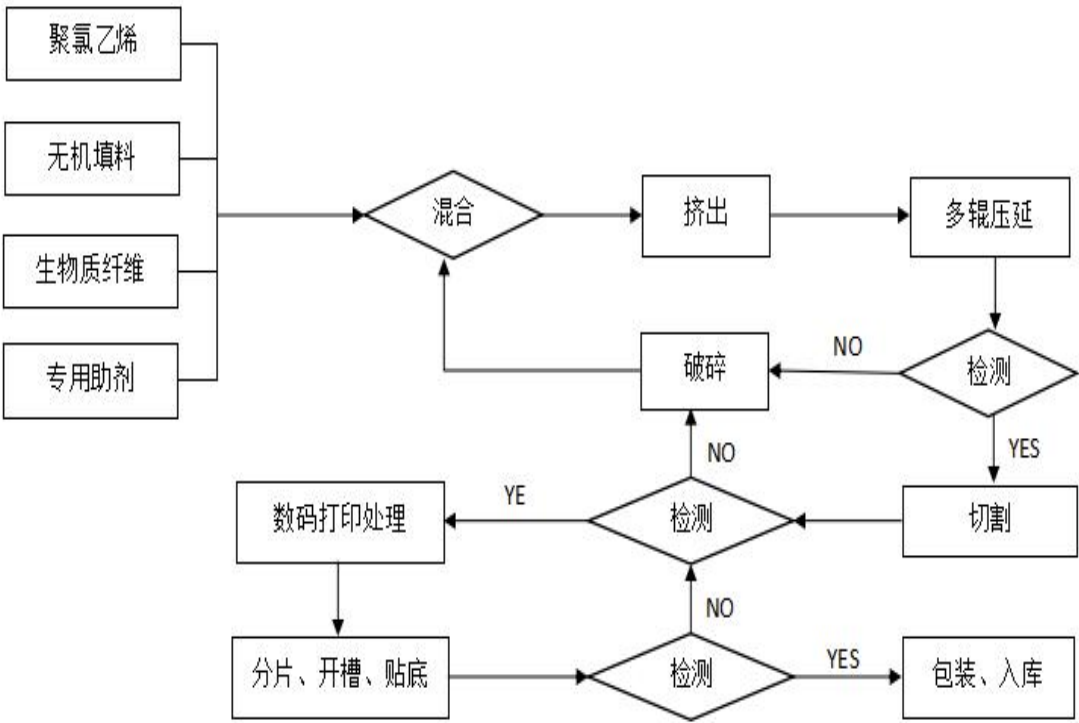 聚氯乙烯
无机填料
生物质纤维
专用助剂
混合
挤出
多辊压延
破碎
NO
检测
NO
YES
数码打印处理
YE
检测
切割
NO
分片、开槽、贴底
检测
YES
包装、入库